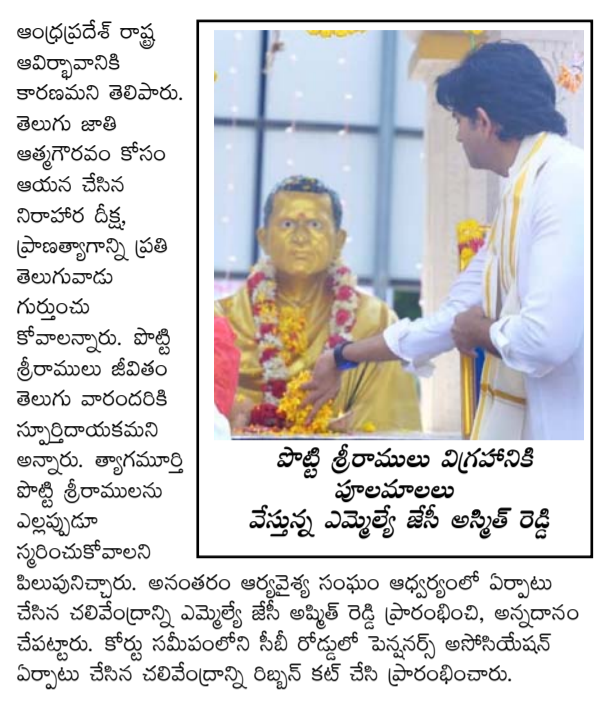 ఆంధ్రప్రదేశ్ రాష్ట్ర
ఆవిర్భావానికి
కారణమని తెలిపారు.
తెలుగు జాతి
ఆత్మగౌరవం కోసం
ఆయన చేసిన
నిరాహార దీక్ష,
ప్రాణత్యాగాన్ని ప్రతి
తెలుగువాడు
గుర్తుంచు
కోవాలన్నారు. పొట్టి
శ్రీరాములు జీవితం
తెలుగు వారందరికి
స్పూర్తిదాయకమని
అన్నారు. త్యాగమూర్తి
పొట్టి శ్రీరాములను
ఎల్లప్పుడూ
స్మరించుకోవాలని
పిలుపునిచ్చారు. అనంతరం ఆర్యవైశ్య సంఘం ఆధ్వర్యంలో ఏర్పాటు
చేసిన చలివేంద్రాన్ని ఎమ్మెల్యే జేసీ అష్మిత్ రెడ్డి ప్రారంభించి, అన్నదానం
చేపట్టారు. కోర్టు సమీపంలోని సీబీ రోడ్డులో పెన్షనర్స్ అసోసియేషన్
ఏర్పాటు చేసిన చలివేంద్రాన్ని రిబ్బన్ కట్ చేసి ప్రారంభించారు.
పొట్టి శ్రీరాములు విగ్రహానికి
పూలమాలలు
వేస్తున్న ఎమ్మెల్యే జేసీ అస్మిత్ రెడ్డి